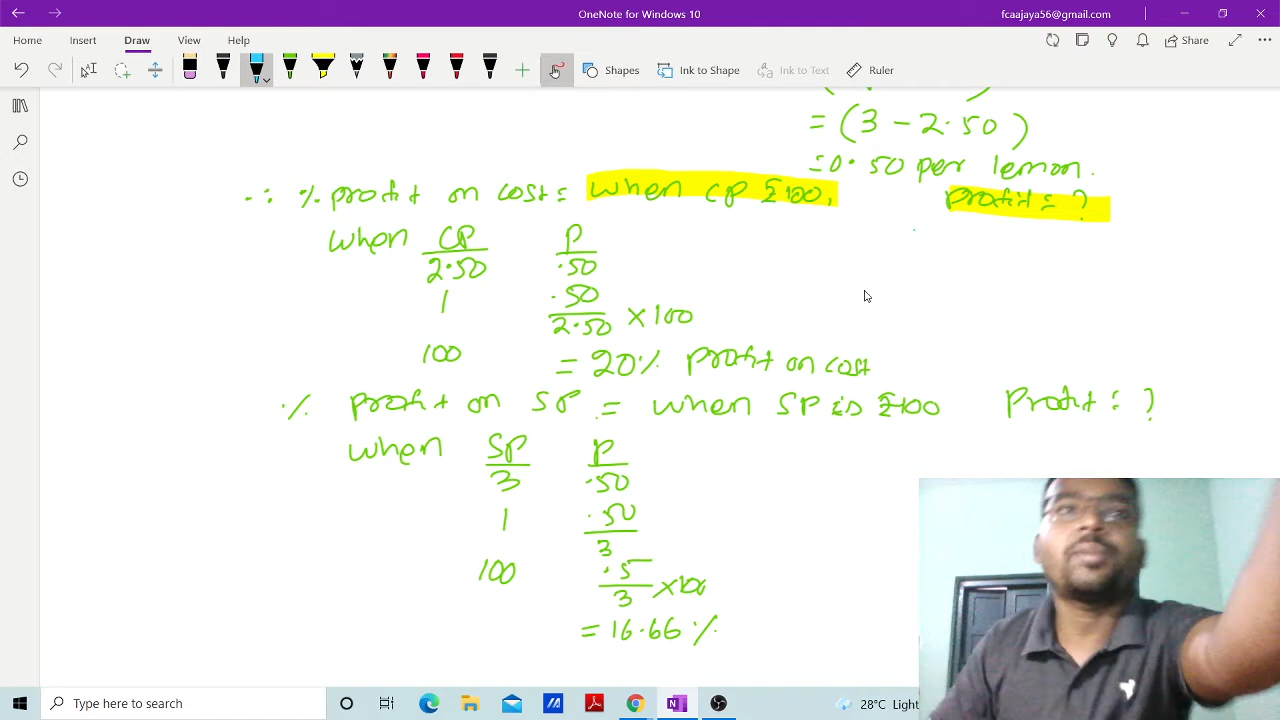 OneNote for Windows 10
fcaajaya56@gmail.com
Home Insert Draw View Help
Share
Shapes Ink to Shape Ink to Text Ruler
= (3 - 2.50)
=0.50 per lemon.
∴ % profit on cost = when CP ₹100, Profit = ?
when CP P
2.50 .50
1 .50
2.50 × 100
100 = 20% Profit on cost
% profit on SP = when SP is ₹100 Profit = ?
when SP P
3 .50
1 .50
3
100 .5
3 ×100
= 16.66 %
Type here to search
28°C Light